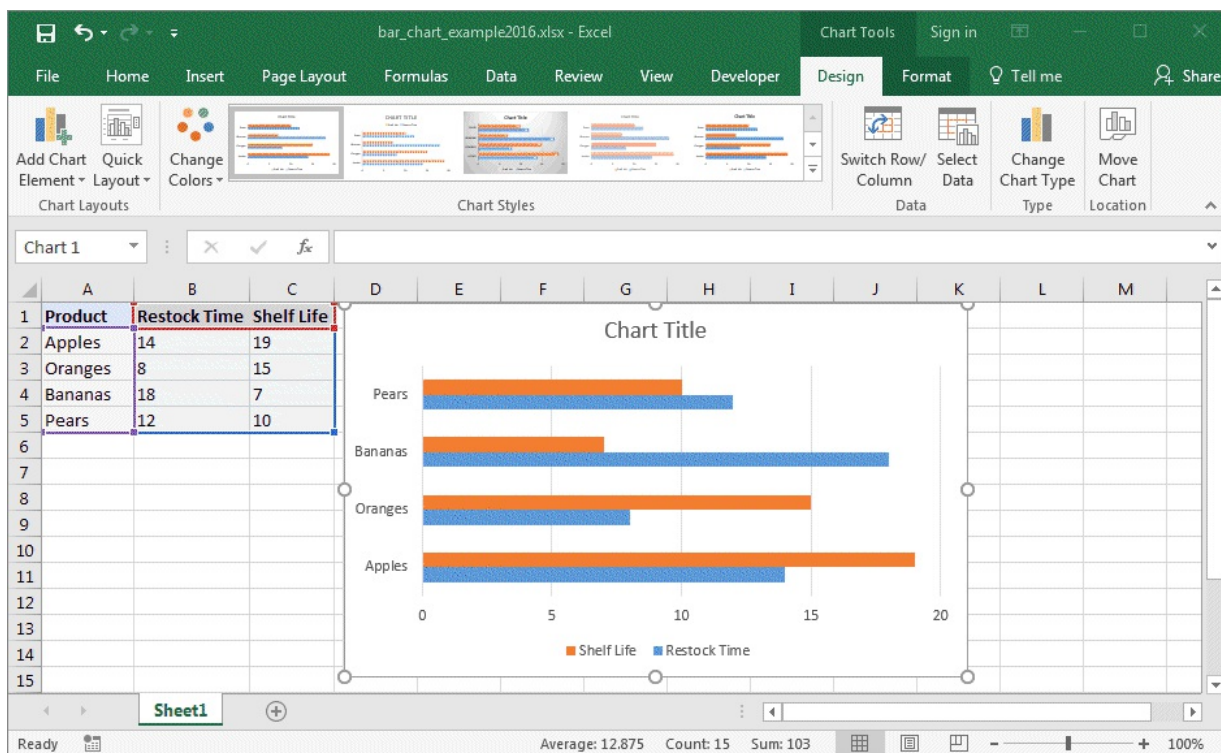 bar_chart_example2016.xlsx - Excel Chart Tools Sign in
File Home Insert Page Layout Formulas Data Review View Developer Design Format Tell me Share
Add Chart Element Quick Layout Change Colors Switch Row/ Column Select Data Change Chart Type Move Chart
Chart Layouts Chart Styles Data Type Location
Chart 1 fx
A B C D E F G H I J K L M
1 Product Restock Time Shelf Life
2 Apples 14 19
3 Oranges 8 15
4 Bananas 18 7
5 Pears 12 10
6
7
8
9
10
11
12
13
14
15
Chart Title
Pears
Bananas
Oranges
Apples
0 5 10 15 20
Shelf Life Restock Time
Sheet1
Ready Average: 12.875 Count: 15 Sum: 103 100%